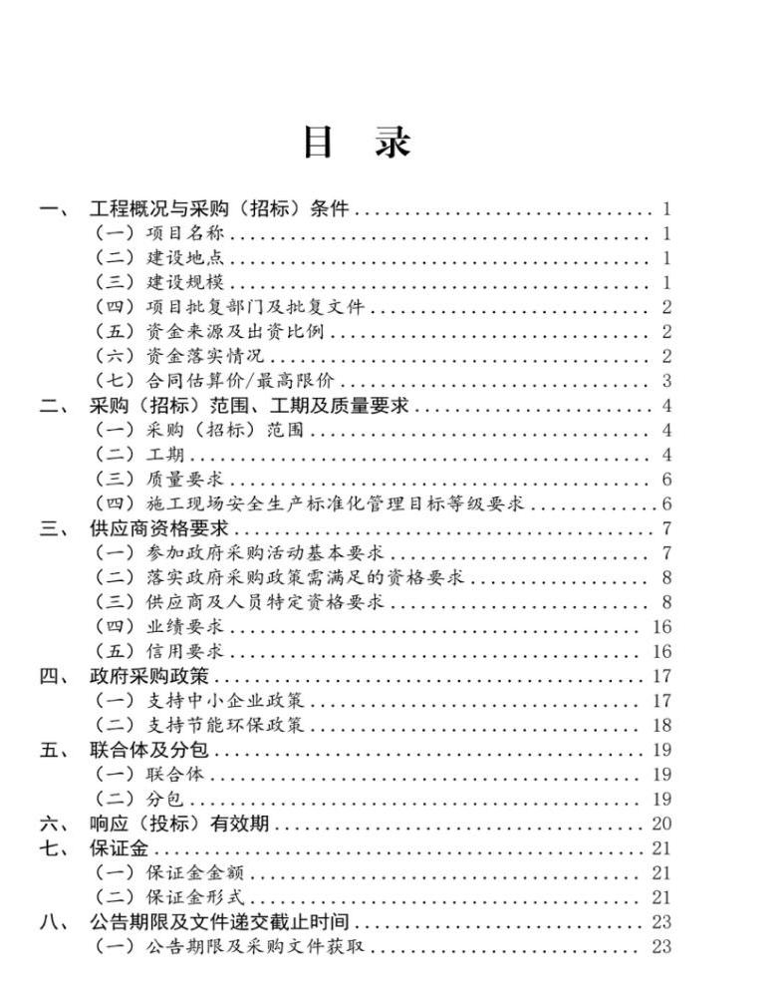 目 录
一、 工程概况与采购（招标）条件.............................. 1
（一）项目名称.......................................... 1
（二）建设地点.......................................... 1
（三）建设规模.......................................... 1
（四）项目批复部门及批复文件............................ 2
（五）资金来源及出资比例................................ 2
（六）资金落实情况...................................... 2
（七）合同估算价/最高限价............................... 3
二、 采购（招标）范围、工期及质量要求........................ 4
（一）采购（招标）范围.................................. 4
（二）工期.............................................. 4
（三）质量要求.......................................... 6
（四）施工现场安全生产标准化管理目标等级要求.............6
三、 供应商资格要求.......................................... 7
（一）参加政府采购活动基本要求.......................... 7
（二）落实政府采购政策需满足的资格要求.................. 8
（三）供应商及人员特定资格要求.......................... 8
（四）业绩要求......................................... 16
（五）信用要求......................................... 16
四、 政府采购政策........................................... 17
（一）支持中小企业政策................................. 17
（二）支持节能环保政策................................. 18
五、 联合体及分包........................................... 19
（一）联合体........................................... 19
（二）分包............................................. 19
六、 响应（投标）有效期..................................... 20
七、 保证金................................................. 21
（一）保证金金额....................................... 21
（二）保证金形式....................................... 21
八、 公告期限及文件递交截止时间............................. 23
（一）公告期限及采购文件获取........................... 23